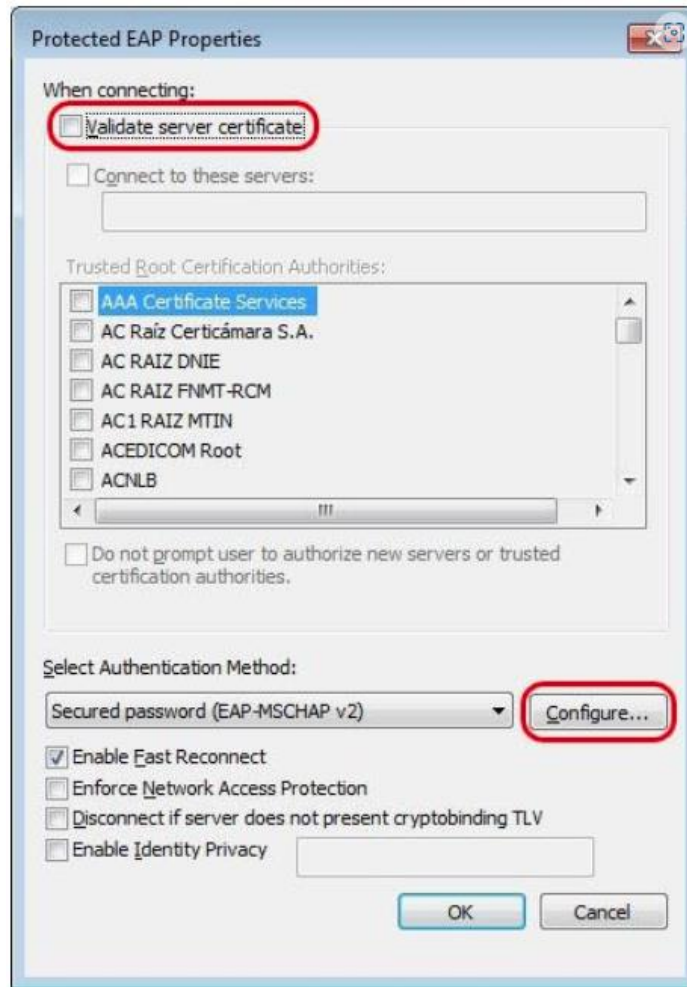 Protected EAP Properties
When connecting:
Validate server certificate
Connect to these servers:
Trusted Root Certification Authorities:
AAA Certificate Services
AC Raíz Certicámara S.A.
AC RAIZ DNIE
AC RAIZ FNMT-RCM
AC1 RAIZ MTIN
ACEDICOM Root
ACNLB
Do not prompt user to authorize new servers or trusted
certification authorities.
Select Authentication Method:
Secured password (EAP-MSCHAP v2)
Configure...
Enable Fast Reconnect
Enforce Network Access Protection
Disconnect if server does not present cryptobinding TLV
Enable Identity Privacy
OK
Cancel